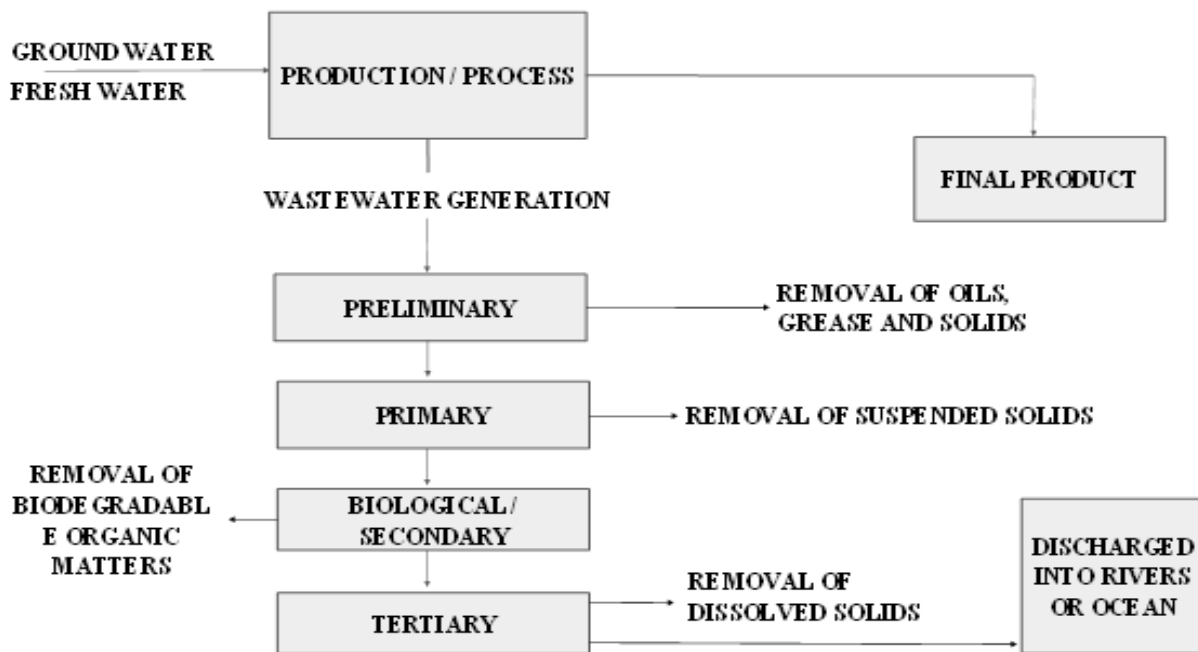 GROUND WATER
FRESH WATER
PRODUCTION / PROCESS
FINAL PRODUCT
WASTEWATER GENERATION
PRELIMINARY
REMOVAL OF OILS,
GREASE AND SOLIDS
PRIMARY
REMOVAL OF SUSPENDED SOLIDS
REMOVAL OF
BIODEGRADABL
E ORGANIC
MATTERS
BIOLOGICAL /
SECONDARY
TERTIARY
REMOVAL OF
DISSOLVED SOLIDS
DISCHARGED
INTO RIVERS
OR OCEAN